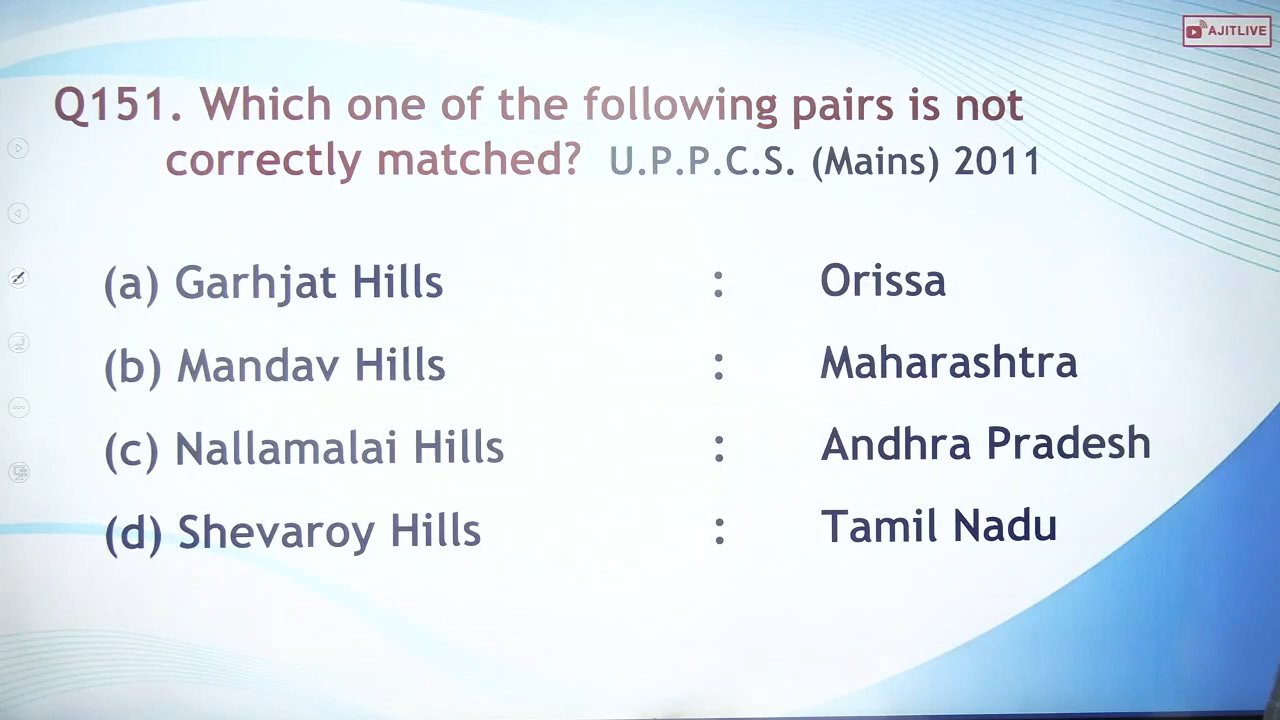 AJITLIVE
Q151. Which one of the following pairs is not
correctly matched? U.P.P.C.S. (Mains) 2011
(a) Garhjat Hills : Orissa
(b) Mandav Hills : Maharashtra
(c) Nallamalai Hills : Andhra Pradesh
(d) Shevaroy Hills : Tamil Nadu